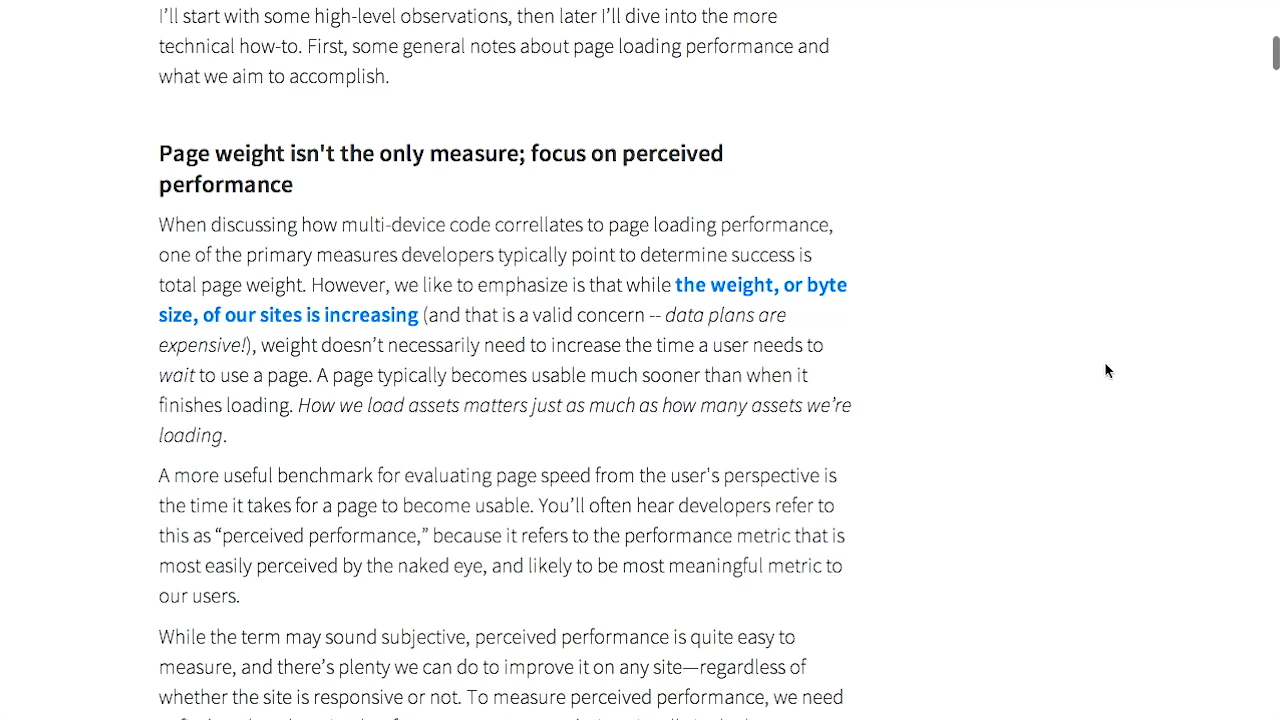 I’ll start with some high-level observations, then later I’ll dive into the more
technical how-to. First, some general notes about page loading performance and
what we aim to accomplish.
Page weight isn't the only measure; focus on perceived
performance
When discussing how multi-device code correllates to page loading performance,
one of the primary measures developers typically point to determine success is
total page weight. However, we like to emphasize is that while the weight, or byte
size, of our sites is increasing (and that is a valid concern -- data plans are
expensive!), weight doesn’t necessarily need to increase the time a user needs to
wait to use a page. A page typically becomes usable much sooner than when it
finishes loading. How we load assets matters just as much as how many assets we’re
loading.
A more useful benchmark for evaluating page speed from the user's perspective is
the time it takes for a page to become usable. You’ll often hear developers refer to
this as “perceived performance,” because it refers to the performance metric that is
most easily perceived by the naked eye, and likely to be most meaningful metric to
our users.
While the term may sound subjective, perceived performance is quite easy to
measure, and there’s plenty we can do to improve it on any site—regardless of
whether the site is responsive or not. To measure perceived performance, we need